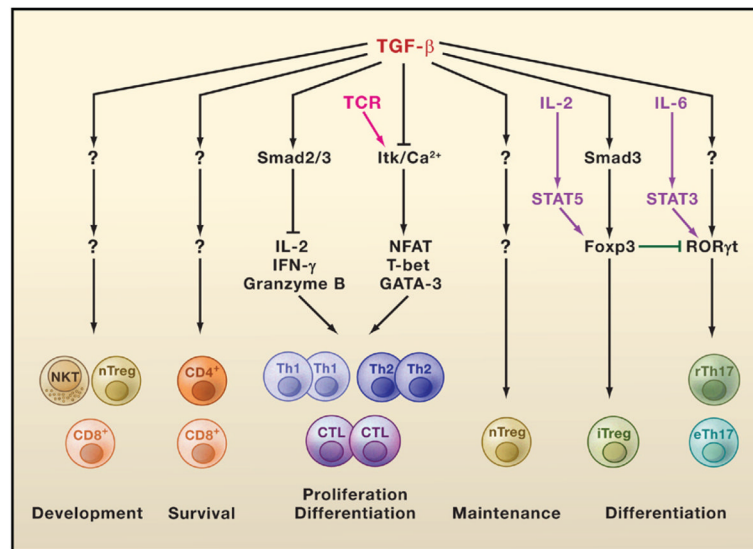 TGF-β
TCR
IL-2
IL-6
?
?
Smad2/3
Itk/Ca²⁺
?
Smad3
?
STAT5
STAT3
?
?
IL-2
IFN-γ
Granzyme B
NFAT
T-bet
GATA-3
?
Foxp3
RORγt
NKT
nTreg
CD4⁺
Th1
Th1
Th2
Th2
rTh17
CD8⁺
CD8⁺
CTL
CTL
nTreg
iTreg
eTh17
Development
Survival
Proliferation
Differentiation
Maintenance
Differentiation